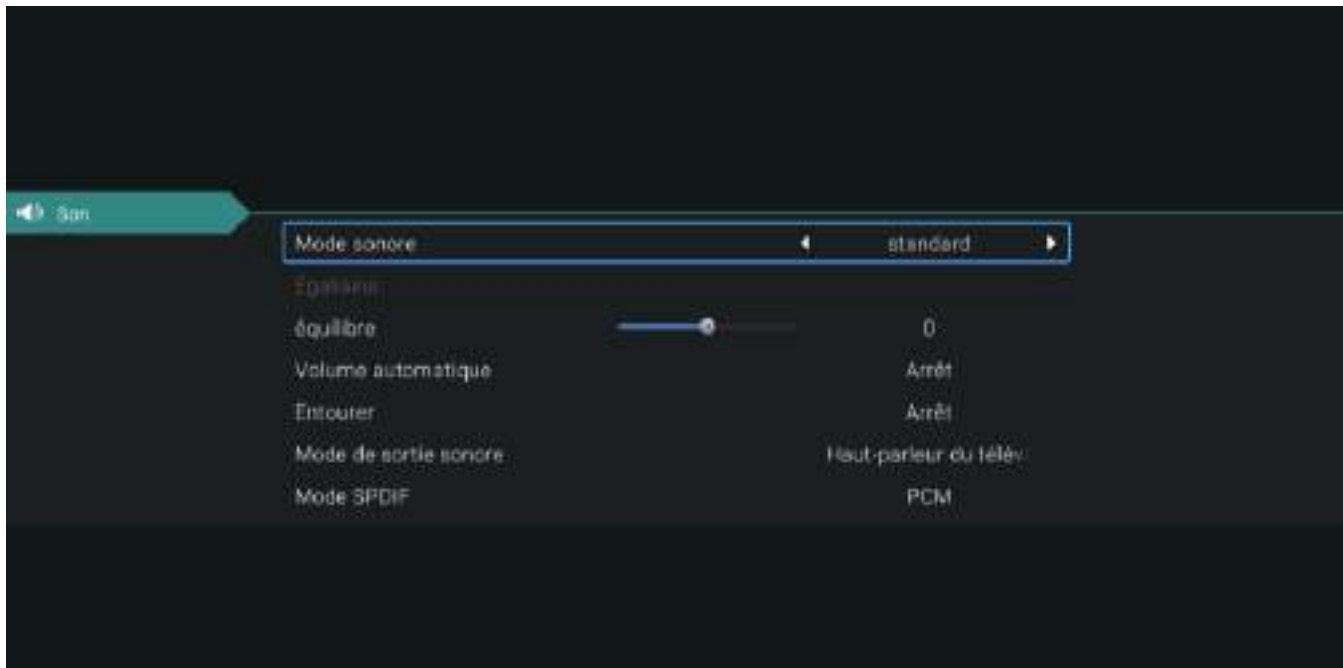 Son
Mode sonore standard
équilibre 0
Volume automatique Arrêt
Entourer Arrêt
Mode de sortie sonore Haut-parleur du télév
Mode SPDIF PCM